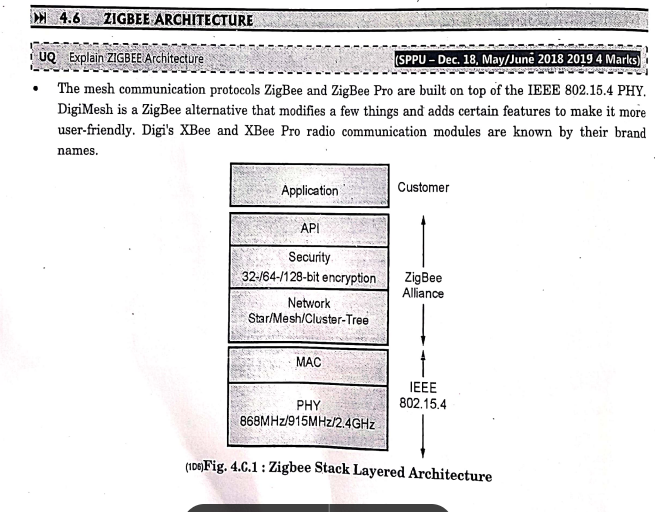 4.6 ZIGBEE ARCHITECTURE
UQ Explain ZIGBEE Architecture (SPPU – Dec. 18, May/June 2018 2019 4 Marks)
• The mesh communication protocols ZigBee and ZigBee Pro are built on top of the IEEE 802.15.4 PHY.
DigiMesh is a ZigBee alternative that modifies a few things and adds certain features to make it more
user-friendly. Digi's XBee and XBee Pro radio communication modules are known by their brand
names.
Application
Customer
API
Security
32-/64-/128-bit encryption
Network
Star/Mesh/Cluster-Tree
ZigBee
Alliance
MAC
PHY
868MHz/915MHz/2.4GHz
IEEE
802.15.4
(1D6)Fig. 4.C.1 : Zigbee Stack Layered Architecture